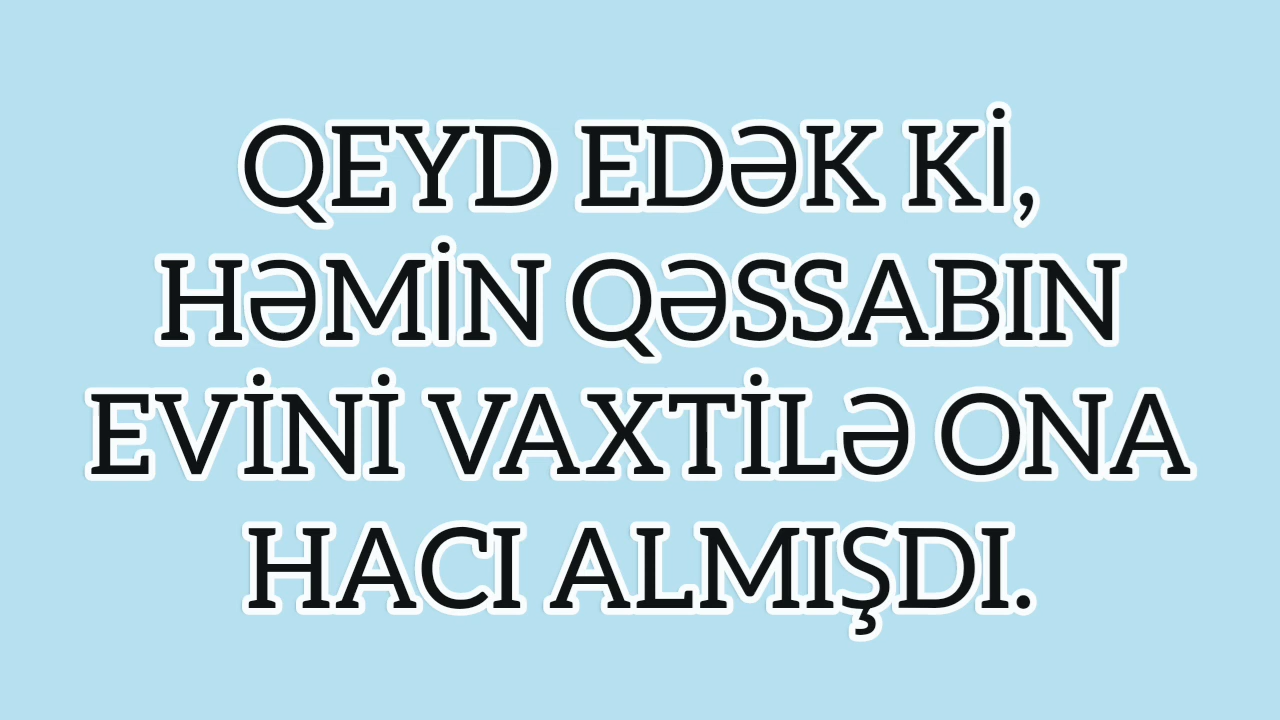 QEYD EDƏK Kİ,
HƏMİN QƏSSABIN
EVİNİ VAXTİLƏ ONA
HACI ALMIŞDI.